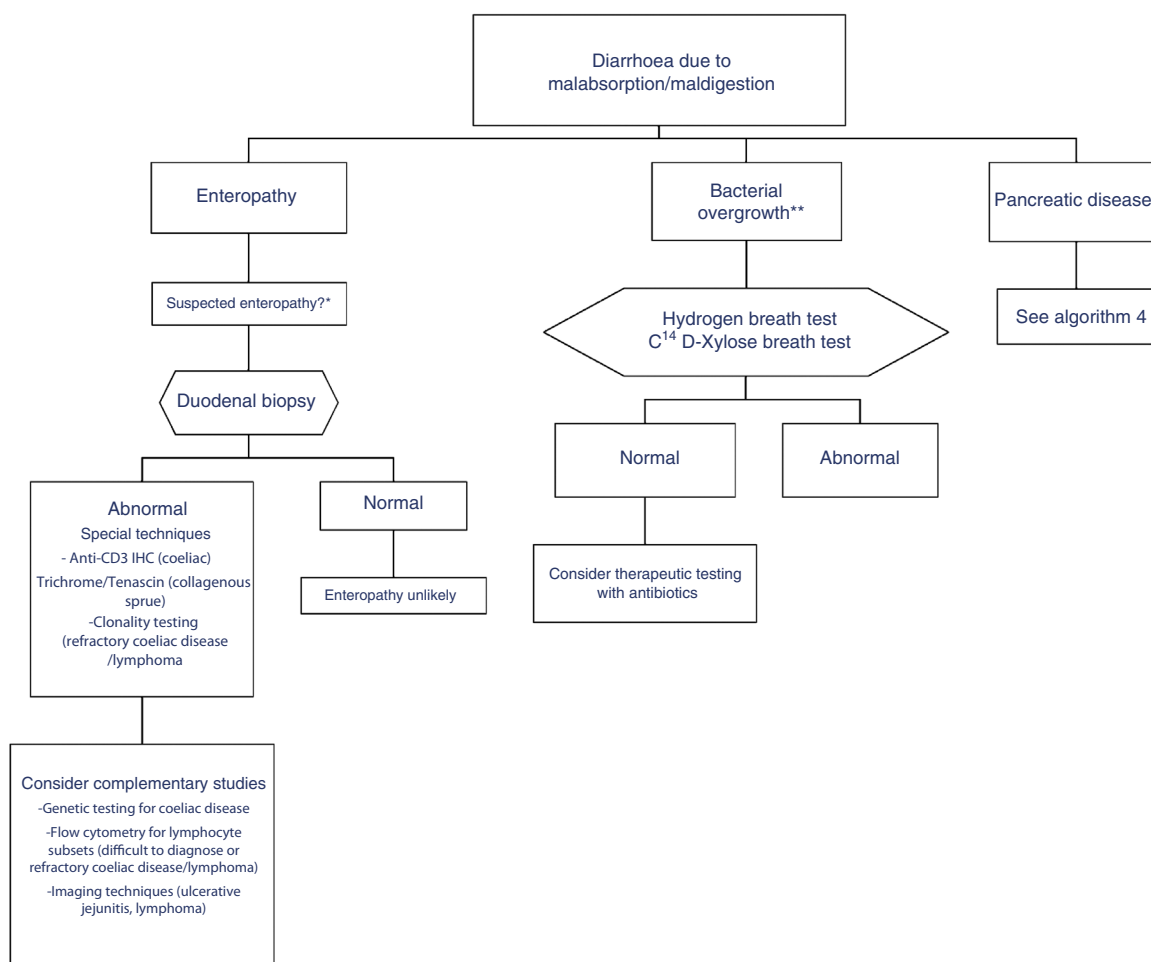 Diarrhoea due to
malabsorption/maldigestion
Enteropathy
Bacterial
overgrowth**
Pancreatic disease
Suspected enteropathy?*
Hydrogen breath test
C¹⁴ D-Xylose breath test
See algorithm 4
Duodenal biopsy
Abnormal
Special techniques
- Anti-CD3 IHC (coeliac)
Trichrome/Tenascin (collagenous
sprue)
-Clonality testing
(refractory coeliac disease
/lymphoma
Normal
Enteropathy unlikely
Normal
Abnormal
Consider therapeutic testing
with antibiotics
Consider complementary studies
-Genetic testing for coeliac disease
-Flow cytometry for lymphocyte
subsets (difficult to diagnose or
refractory coeliac disease/lymphoma)
-Imaging techniques (ulcerative
jejunitis, lymphoma)